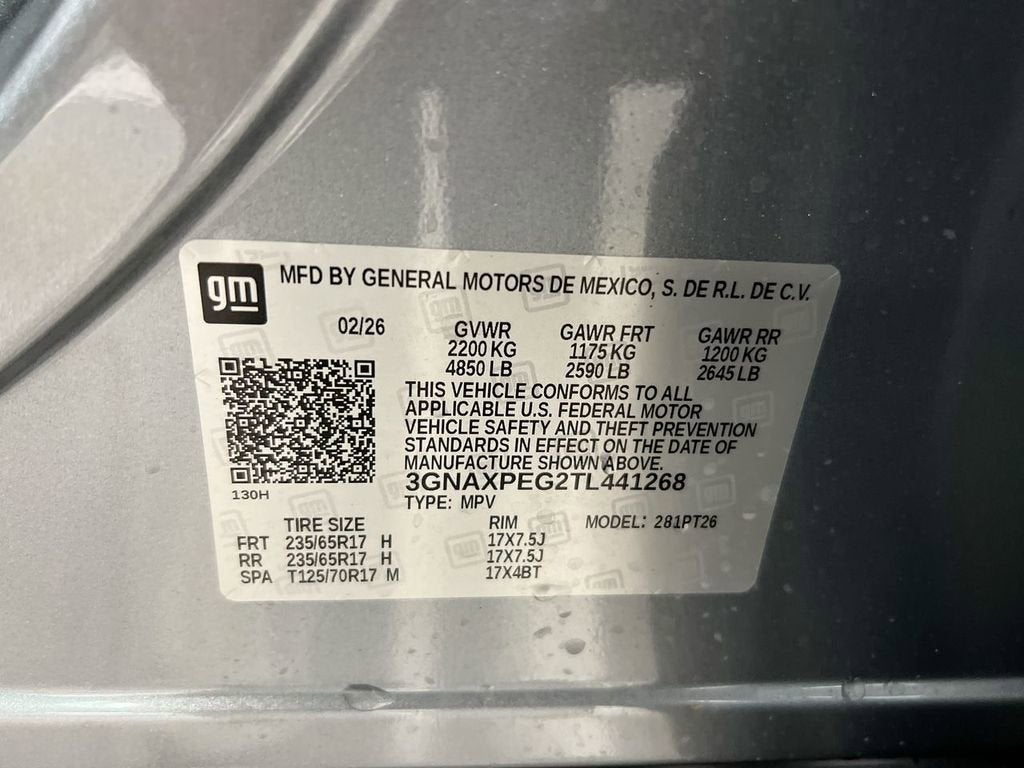 gm
MFD BY GENERAL MOTORS DE MEXICO, S. DE R.L. DE C.V.
02/26 GVWR GAWR FRT GAWR RR
2200 KG 1175 KG 1200 KG
4850 LB 2590 LB 2645 LB
THIS VEHICLE CONFORMS TO ALL
APPLICABLE U.S. FEDERAL MOTOR
VEHICLE SAFETY AND THEFT PREVENTION
STANDARDS IN EFFECT ON THE DATE OF
MANUFACTURE SHOWN ABOVE.
3GNAXPEG2TL441268
130H
TYPE: MPV
TIRE SIZE RIM MODEL: 281PT26
FRT 235/65R17 H 17X7.5J
RR 235/65R17 H 17X7.5J
SPA T125/70R17 M 17X4BT